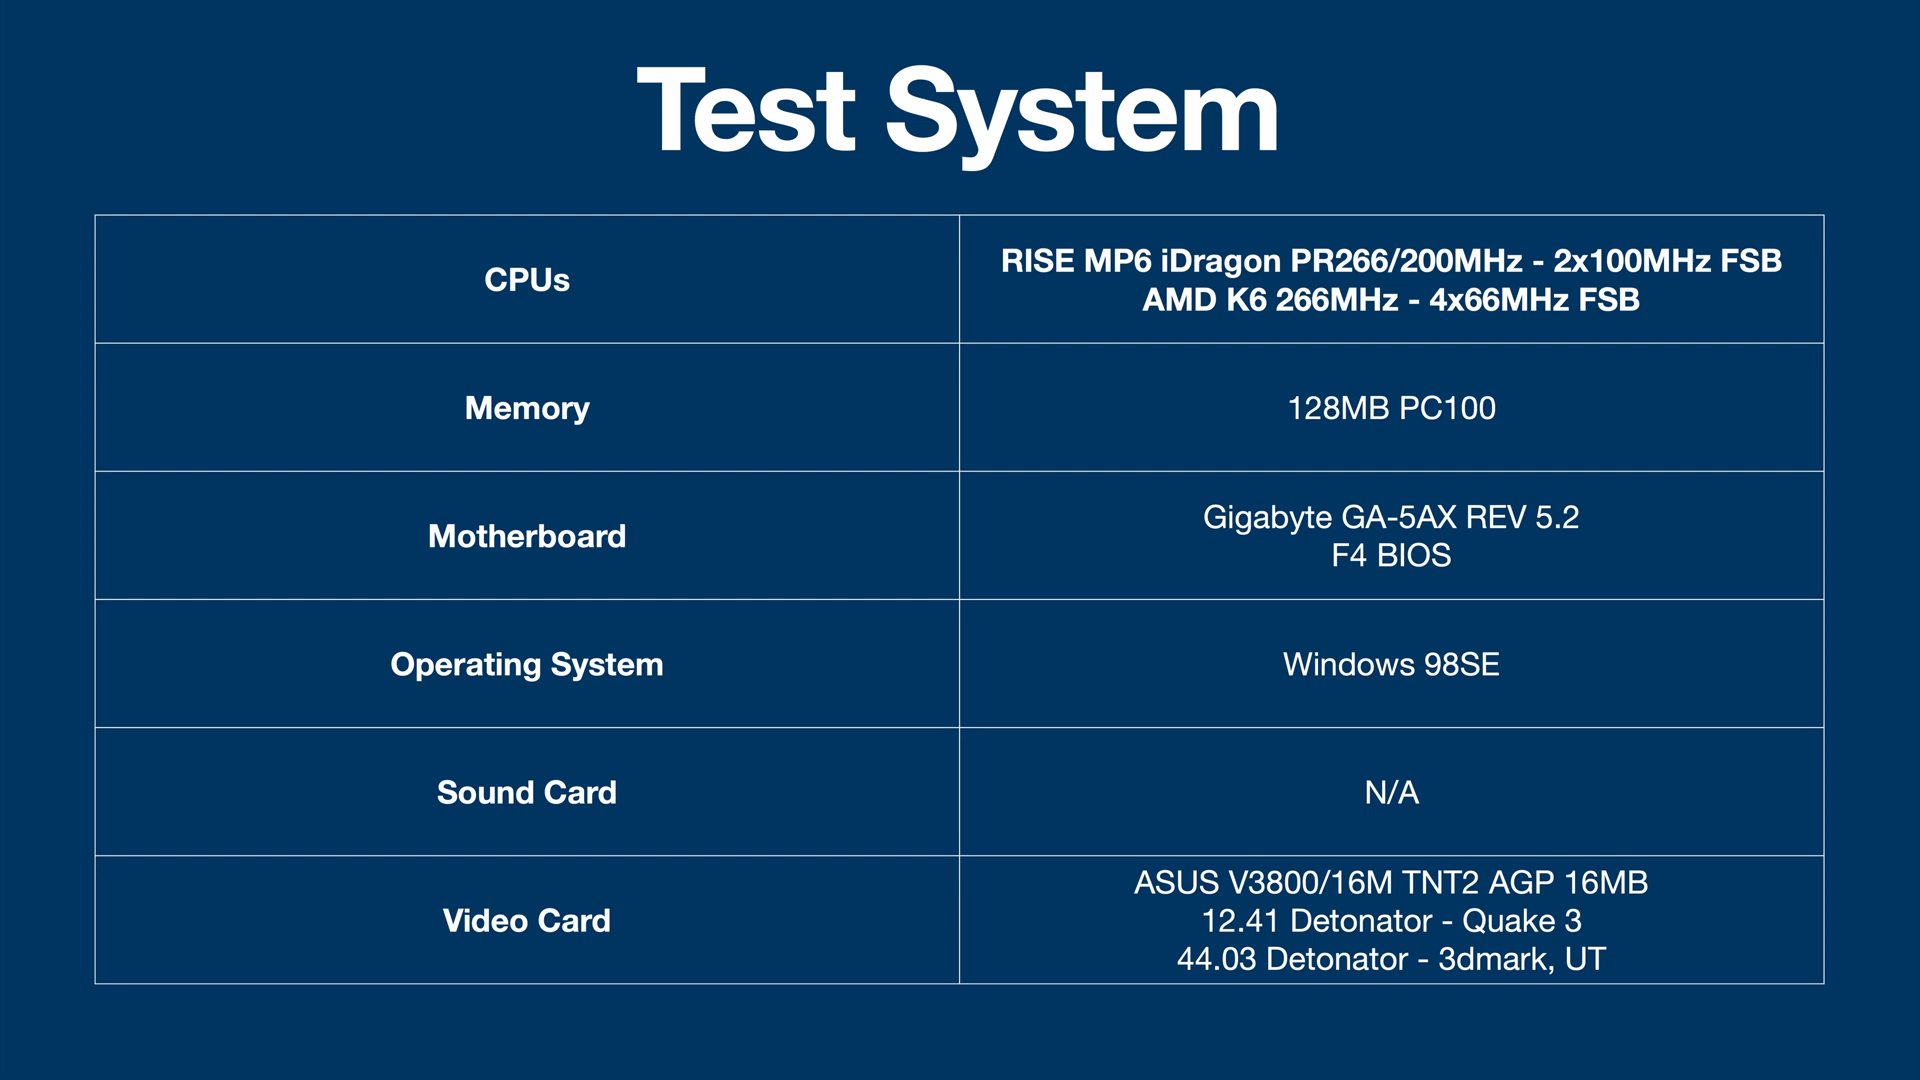 Test System
CPUs
RISE MP6 iDragon PR266/200MHz - 2x100MHz FSB
AMD K6 266MHz - 4x66MHz FSB
Memory
128MB PC100
Motherboard
Gigabyte GA-5AX REV 5.2
F4 BIOS
Operating System
Windows 98SE
Sound Card
N/A
Video Card
ASUS V3800/16M TNT2 AGP 16MB
12.41 Detonator - Quake 3
44.03 Detonator - 3dmark, UT